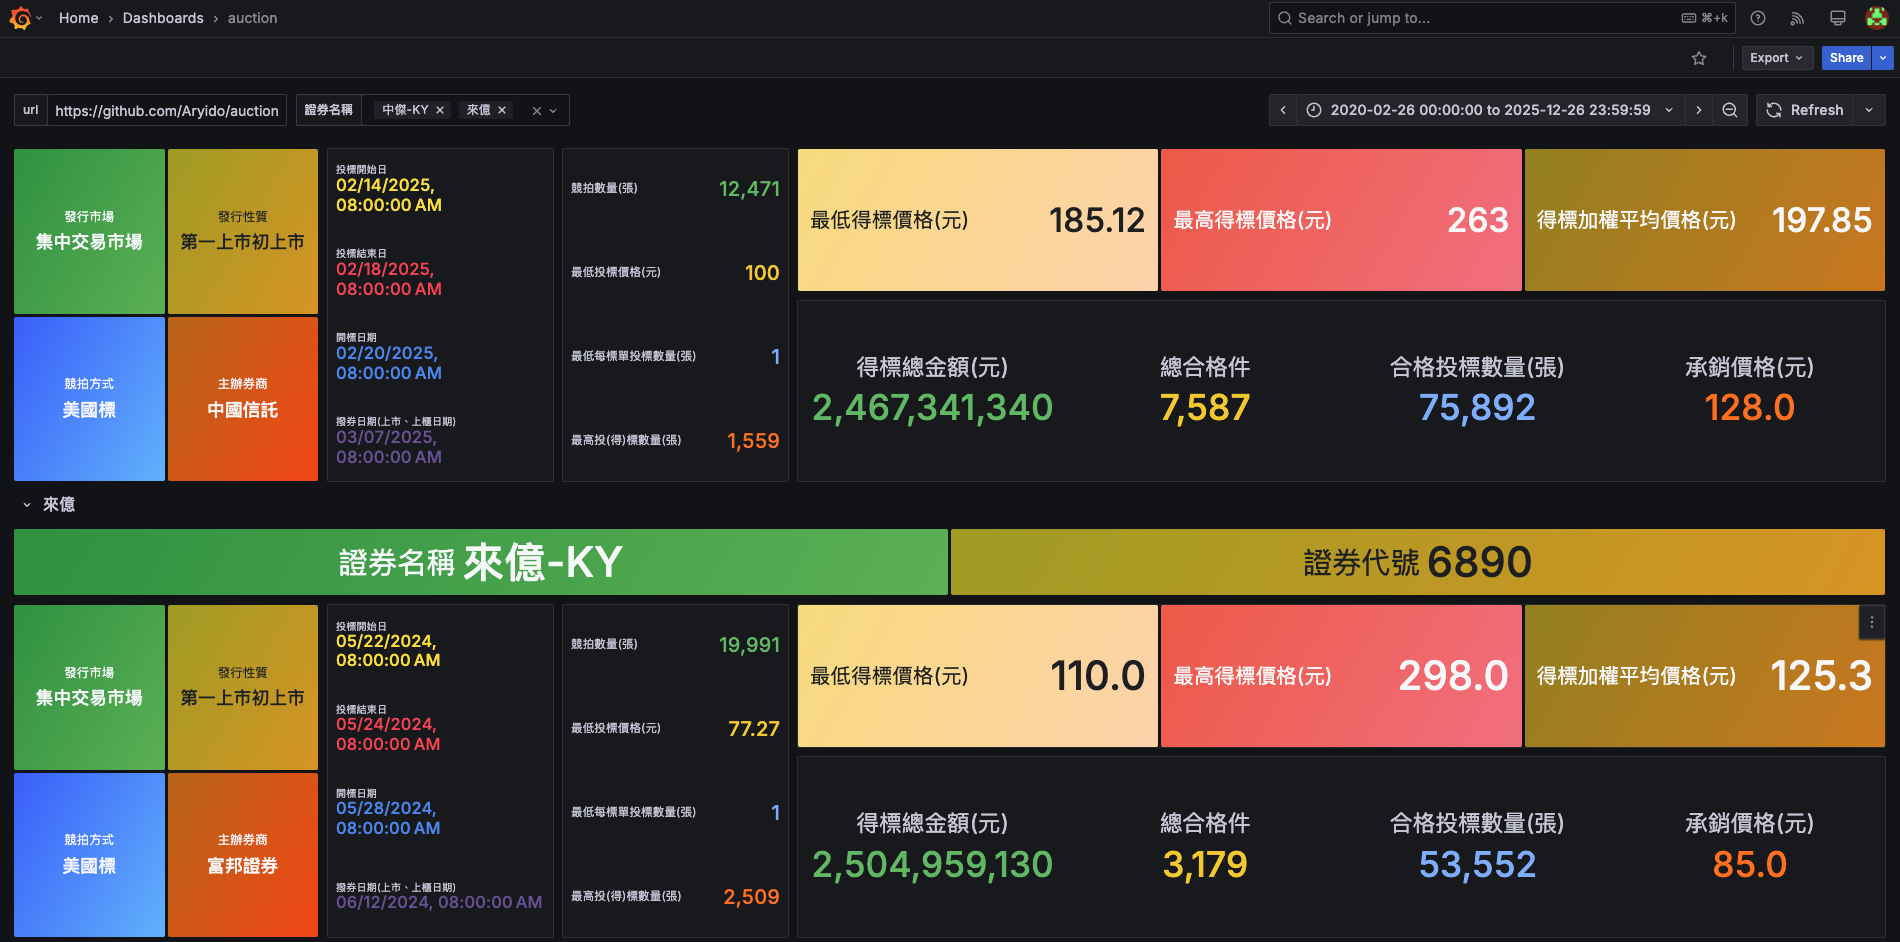 Home › Dashboards › auction
Search or jump to...
⌘+k
Export
Share
url
https://github.com/Aryido/auction
證券名稱
中傑-KY ×
來億 ×
2020-02-26 00:00:00 to 2025-12-26 23:59:59
Refresh
發行市場
集中交易市場
發行性質
第一上市初上市
競拍方式
美國標
主辦券商
中國信託
投標開始日
02/14/2025,
08:00:00 AM
投標結束日
02/18/2025,
08:00:00 AM
開標日期
02/20/2025,
08:00:00 AM
撥券日期(上市、上櫃日期)
03/07/2025,
08:00:00 AM
競拍數量(張) 12,471
最低投標價格(元) 100
最低每標單投標數量(張) 1
最高投(得)標數量(張) 1,559
最低得標價格(元) 185.12
最高得標價格(元) 263
得標加權平均價格(元) 197.85
得標總金額(元)
2,467,341,340
總合格件
7,587
合格投標數量(張)
75,892
承銷價格(元)
128.0
來億
證券名稱 來億-KY
證券代號 6890
發行市場
集中交易市場
發行性質
第一上市初上市
競拍方式
美國標
主辦券商
富邦證券
投標開始日
05/22/2024,
08:00:00 AM
投標結束日
05/24/2024,
08:00:00 AM
開標日期
05/28/2024,
08:00:00 AM
撥券日期(上市、上櫃日期)
06/12/2024, 08:00:00 AM
競拍數量(張) 19,991
最低投標價格(元) 77.27
最低每標單投標數量(張) 1
最高投(得)標數量(張) 2,509
最低得標價格(元) 110.0
最高得標價格(元) 298.0
得標加權平均價格(元) 125.3
得標總金額(元)
2,504,959,130
總合格件
3,179
合格投標數量(張)
53,552
承銷價格(元)
85.0